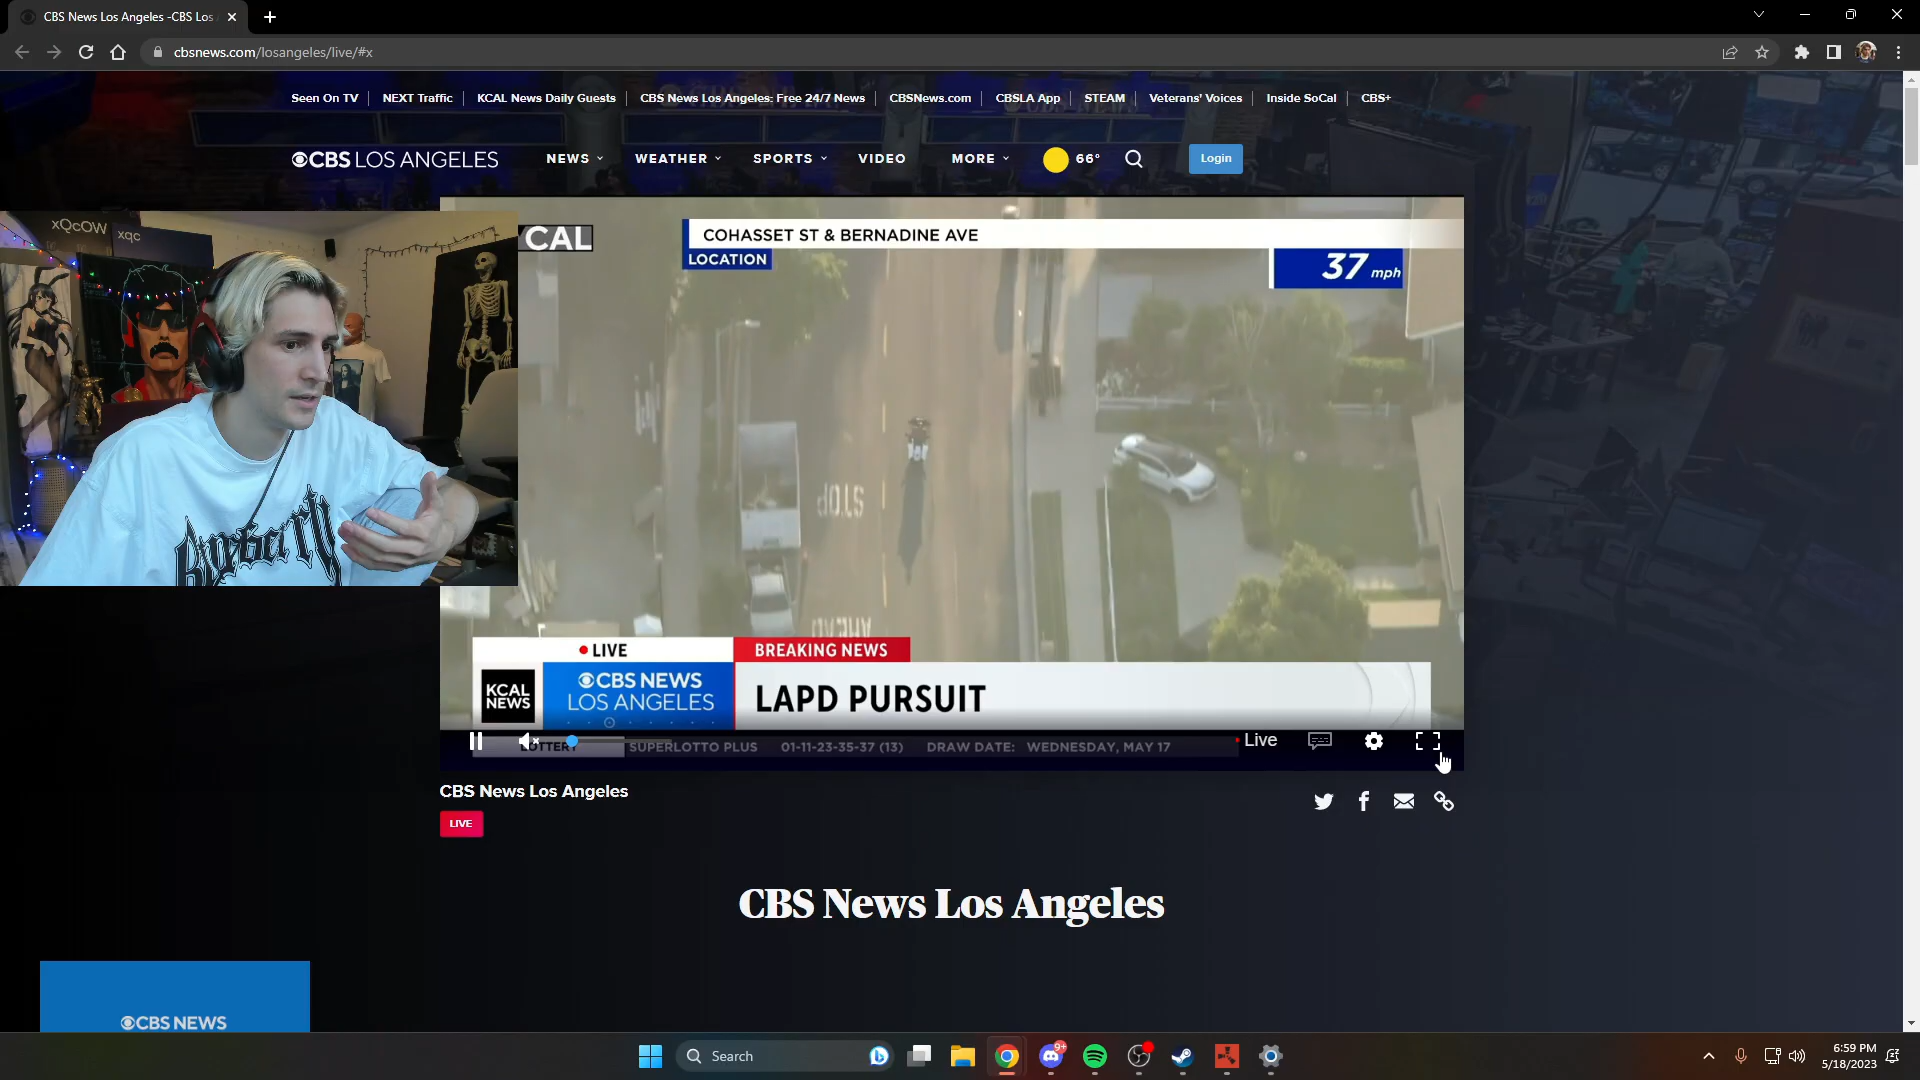 CBS News Los Angeles -CBS Los
cbsnews.com/losangeles/live/#x
Seen On TV
NEXT Traffic
KCAL News Daily Guests
CBS News Los Angeles: Free 24/7 News
CBSNews.com
CBSLA App
STEAM
Veterans' Voices
Inside SoCal
CBS+
CBS LOS ANGELES
NEWS
WEATHER
SPORTS
VIDEO
MORE
66°
Login
xQcOW
xqc
CAL
COHASSET ST & BERNADINE AVE
LOCATION
37 mph
STOP
AHEAD
LIVE
BREAKING NEWS
KCAL NEWS
CBS NEWS
LOS ANGELES
LAPD PURSUIT
LOTTERY
SUPERLOTTO PLUS 01-11-23-35-37 (13) DRAW DATE: WEDNESDAY, MAY 17
Live
CBS News Los Angeles
LIVE
CBS News Los Angeles
CBS NEWS
Search
9+
6:59 PM
5/18/2023